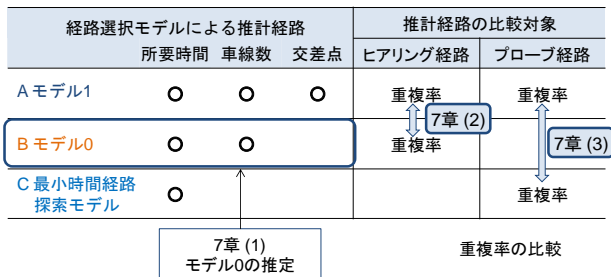 経路選択モデルによる推計経路 推計経路の比較対象
所要時間 車線数 交差点 ヒアリング経路 プローブ経路
A モデル1 ○ ○ ○ 重複率 重複率
7章 (2)
B モデル0 ○ ○ 重複率
7章 (3)
C 最小時間経路 ○ 重複率
探索モデル
7章 (1)
モデル0の推定
重複率の比較